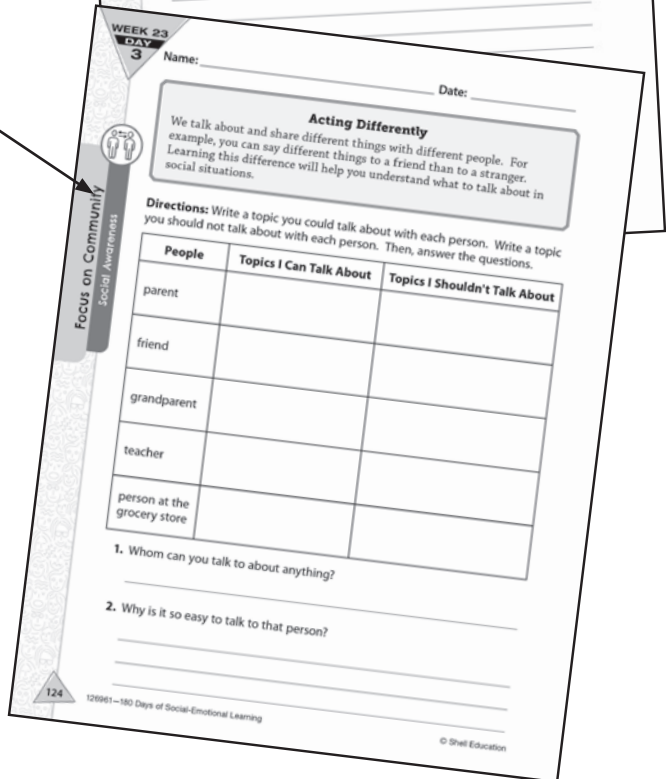 WEEK 23
DAY
3
Name:
Date:
Acting Differently
We talk about and share different things with different people. For
example, you can say different things to a friend than to a stranger.
Learning this difference will help you understand what to talk about in
social situations.
Focus on Community
Social Awareness
Directions: Write a topic you could talk about with each person. Write a topic
you should not talk about with each person. Then, answer the questions.
People Topics I Can Talk About Topics I Shouldn't Talk About
parent
friend
grandparent
teacher
person at the
grocery store
1. Whom can you talk to about anything?
2. Why is it so easy to talk to that person?
124
126961—180 Days of Social-Emotional Learning
© Shell Education